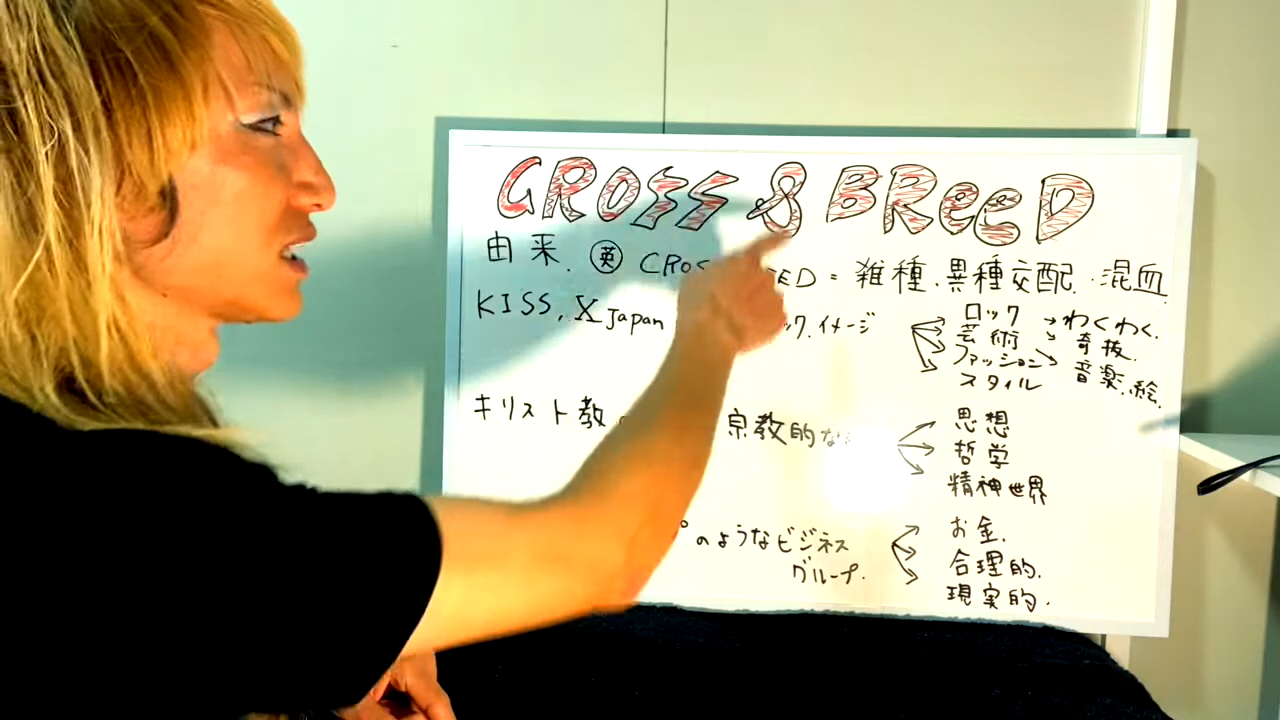 CROSS & BReeD
由来. 英 CROS ED = 雑種.異種交配.混血
KISS, X Japan ック.イメージ
ロック → わくわく.
芸術 → 奇抜.
ファッション → 音楽.絵.
スタイル
キリスト教 宗教的な
思想
哲学
精神世界
のようなビジネス
グループ.
お金.
合理的.
現実的.